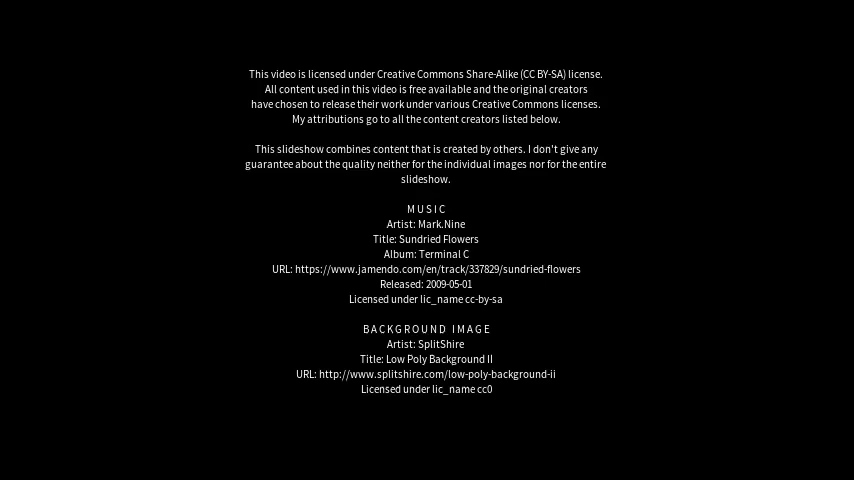 This video is licensed under Creative Commons Share-Alike (CC BY-SA) license.
All content used in this video is free available and the original creators
have chosen to release their work under various Creative Commons licenses.
My attributions go to all the content creators listed below.
This slideshow combines content that is created by others. I don't give any
guarantee about the quality neither for the individual images nor for the entire
slideshow.
MUSIC
Artist: Mark.Nine
Title: Sundried Flowers
Album: Terminal C
URL: https://www.jamendo.com/en/track/337829/sundried-flowers
Released: 2009-05-01
Licensed under lic_name cc-by-sa
BACKGROUND IMAGE
Artist: SplitShire
Title: Low Poly Background II
URL: http://www.splitshire.com/low-poly-background-ii
Licensed under lic_name cc0